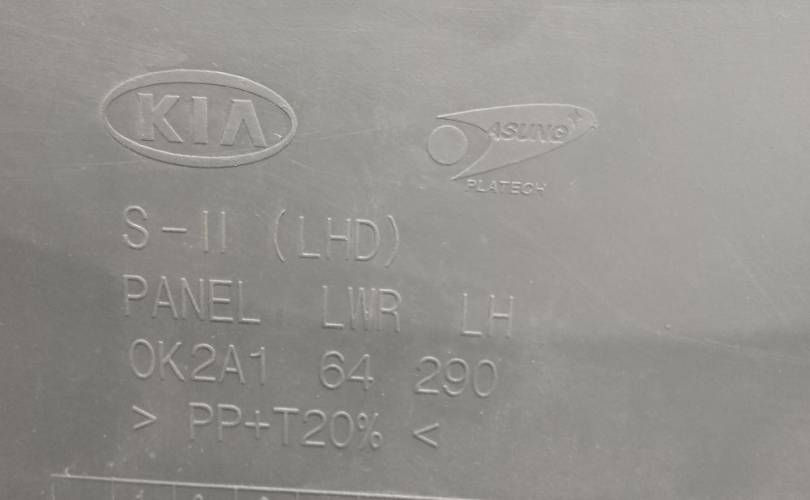 KIA
ASUNG
PLATECH
S-II (LHD)
PANEL LWR LH
0K2A1 64 290
> PP+T20% <